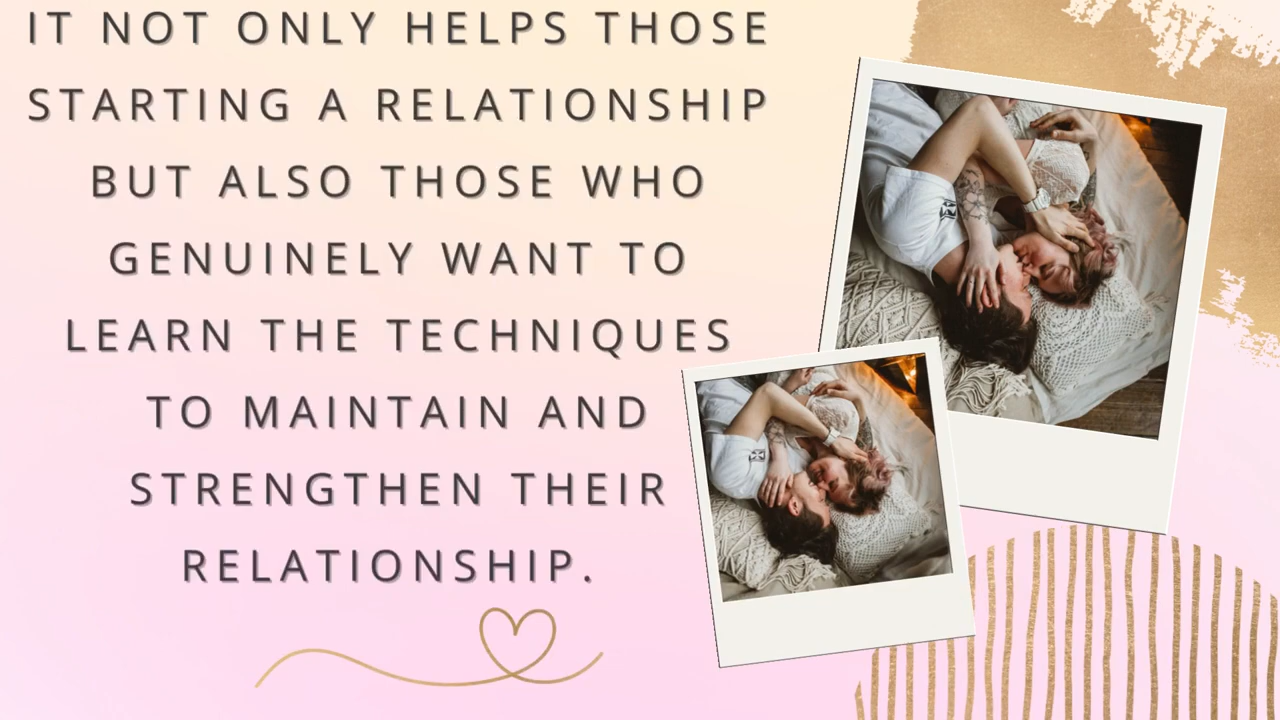 IT NOT ONLY HELPS THOSE
STARTING A RELATIONSHIP
BUT ALSO THOSE WHO
GENUINELY WANT TO
LEARN THE TECHNIQUES
TO MAINTAIN AND
STRENGTHEN THEIR
RELATIONSHIP.